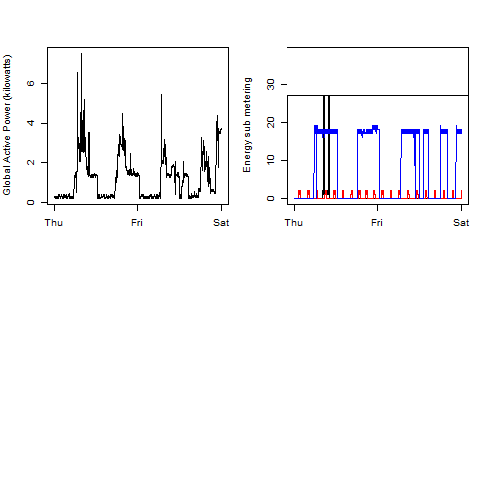 Global Active Power (kilowatts)
6
4
2
0
Thu
Fri
Sat
Energy sub metering
30
20
10
0
Thu
Fri
Sat